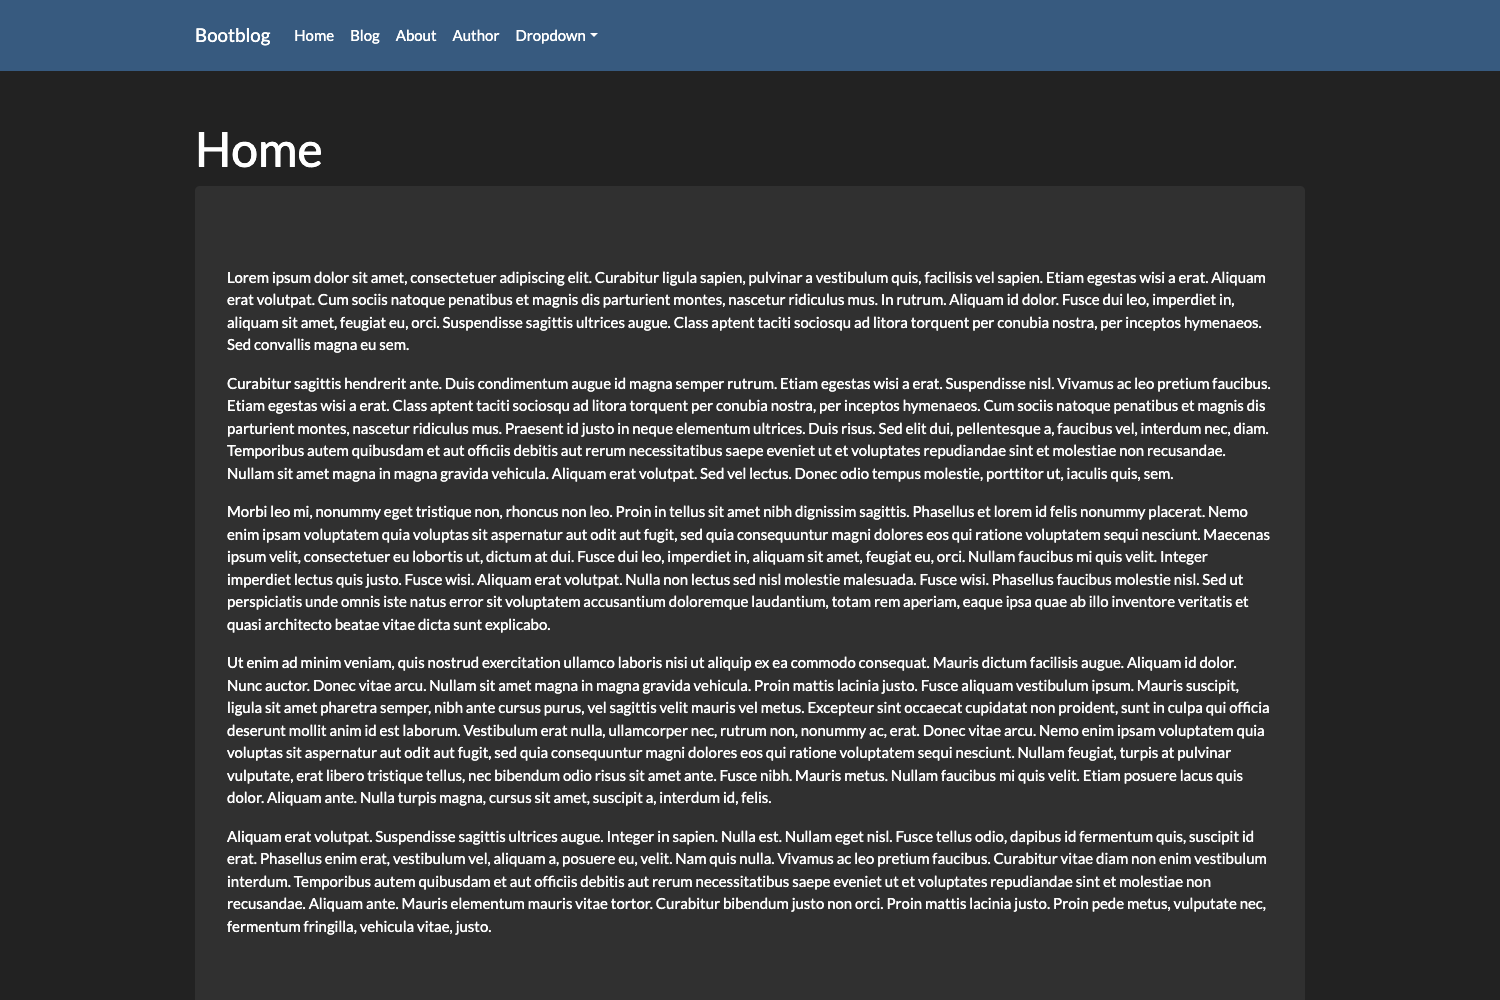 Bootblog Home Blog About Author Dropdown
Home
Lorem ipsum dolor sit amet, consectetuer adipiscing elit. Curabitur ligula sapien, pulvinar a vestibulum quis, facilisis vel sapien. Etiam egestas wisi a erat. Aliquam
erat volutpat. Cum sociis natoque penatibus et magnis dis parturient montes, nascetur ridiculus mus. In rutrum. Aliquam id dolor. Fusce dui leo, imperdiet in,
aliquam sit amet, feugiat eu, orci. Suspendisse sagittis ultrices augue. Class aptent taciti sociosqu ad litora torquent per conubia nostra, per inceptos hymenaeos.
Sed convallis magna eu sem.
Curabitur sagittis hendrerit ante. Duis condimentum augue id magna semper rutrum. Etiam egestas wisi a erat. Suspendisse nisl. Vivamus ac leo pretium faucibus.
Etiam egestas wisi a erat. Class aptent taciti sociosqu ad litora torquent per conubia nostra, per inceptos hymenaeos. Cum sociis natoque penatibus et magnis dis
parturient montes, nascetur ridiculus mus. Praesent id justo in neque elementum ultrices. Duis risus. Sed elit dui, pellentesque a, faucibus vel, interdum nec, diam.
Temporibus autem quibusdam et aut officiis debitis aut rerum necessitatibus saepe eveniet ut et voluptates repudiandae sint et molestiae non recusandae.
Nullam sit amet magna in magna gravida vehicula. Aliquam erat volutpat. Sed vel lectus. Donec odio tempus molestie, porttitor ut, iaculis quis, sem.
Morbi leo mi, nonummy eget tristique non, rhoncus non leo. Proin in tellus sit amet nibh dignissim sagittis. Phasellus et lorem id felis nonummy placerat. Nemo
enim ipsam voluptatem quia voluptas sit aspernatur aut odit aut fugit, sed quia consequuntur magni dolores eos qui ratione voluptatem sequi nesciunt. Maecenas
ipsum velit, consectetuer eu lobortis ut, dictum at dui. Fusce dui leo, imperdiet in, aliquam sit amet, feugiat eu, orci. Nullam faucibus mi quis velit. Integer
imperdiet lectus quis justo. Fusce wisi. Aliquam erat volutpat. Nulla non lectus sed nisl molestie malesuada. Fusce wisi. Phasellus faucibus molestie nisl. Sed ut
perspiciatis unde omnis iste natus error sit voluptatem accusantium doloremque laudantium, totam rem aperiam, eaque ipsa quae ab illo inventore veritatis et
quasi architecto beatae vitae dicta sunt explicabo.
Ut enim ad minim veniam, quis nostrud exercitation ullamco laboris nisi ut aliquip ex ea commodo consequat. Mauris dictum facilisis augue. Aliquam id dolor.
Nunc auctor. Donec vitae arcu. Nullam sit amet magna in magna gravida vehicula. Proin mattis lacinia justo. Fusce aliquam vestibulum ipsum. Mauris suscipit,
ligula sit amet pharetra semper, nibh ante cursus purus, vel sagittis velit mauris vel metus. Excepteur sint occaecat cupidatat non proident, sunt in culpa qui officia
deserunt mollit anim id est laborum. Vestibulum erat nulla, ullamcorper nec, rutrum non, nonummy ac, erat. Donec vitae arcu. Nemo enim ipsam voluptatem quia
voluptas sit aspernatur aut odit aut fugit, sed quia consequuntur magni dolores eos qui ratione voluptatem sequi nesciunt. Nullam feugiat, turpis at pulvinar
vulputate, erat libero tristique tellus, nec bibendum odio risus sit amet ante. Fusce nibh. Mauris metus. Nullam faucibus mi quis velit. Etiam posuere lacus quis
dolor. Aliquam ante. Nulla turpis magna, cursus sit amet, suscipit a, interdum id, felis.
Aliquam erat volutpat. Suspendisse sagittis ultrices augue. Integer in sapien. Nulla est. Nullam eget nisl. Fusce tellus odio, dapibus id fermentum quis, suscipit id
erat. Phasellus enim erat, vestibulum vel, aliquam a, posuere eu, velit. Nam quis nulla. Vivamus ac leo pretium faucibus. Curabitur vitae diam non enim vestibulum
interdum. Temporibus autem quibusdam et aut officiis debitis aut rerum necessitatibus saepe eveniet ut et voluptates repudiandae sint et molestiae non
recusandae. Aliquam ante. Mauris elementum mauris vitae tortor. Curabitur bibendum justo non orci. Proin mattis lacinia justo. Proin pede metus, vulputate nec,
fermentum fringilla, vehicula vitae, justo.